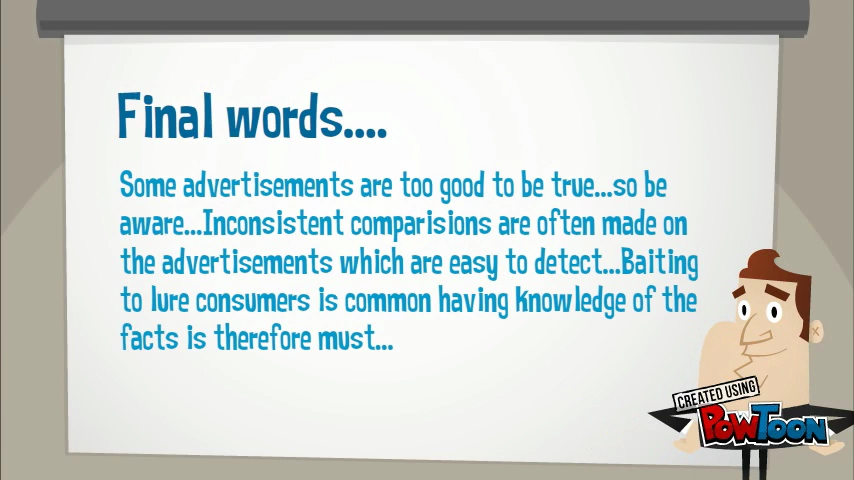 Final words....
Some advertisements are too good to be true...so be
aware...Inconsistent comparisions are often made on
the advertisements which are easy to detect...Baiting
to lure consumers is common having knowledge of the
facts is therefore must...
CREATED USING
POWTOON